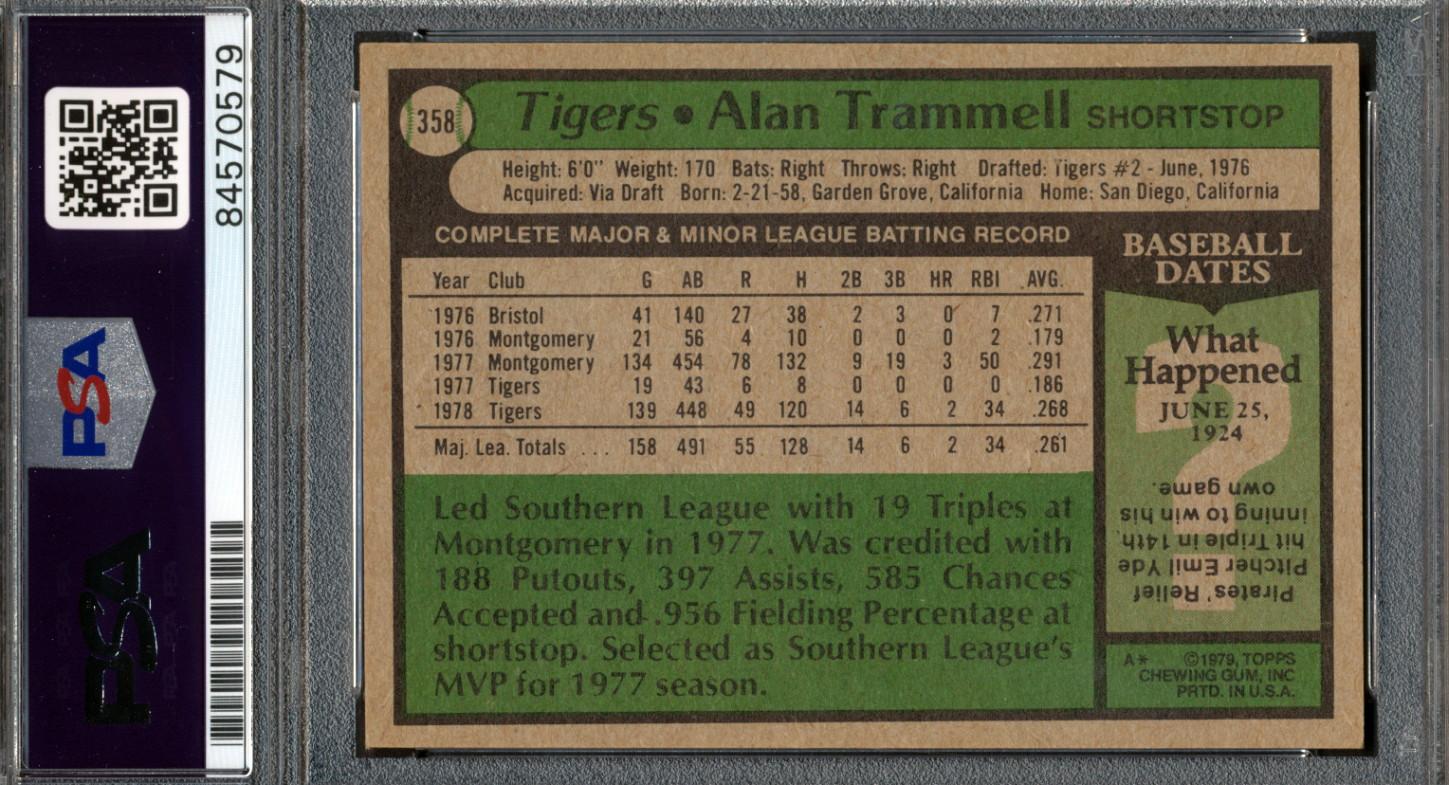 84570579
PSA
PSA
358
Tigers • Alan Trammell SHORTSTOP
Height: 6'0" Weight: 170 Bats: Right Throws: Right Drafted: Tigers #2 - June, 1976
Acquired: Via Draft Born: 2-21-58, Garden Grove, California Home: San Diego, California
COMPLETE MAJOR & MINOR LEAGUE BATTING RECORD
Year Club G AB R H 2B 3B HR RBI AVG.
1976 Bristol 41 140 27 38 2 3 0 7 .271
1976 Montgomery 21 56 4 10 0 0 0 2 .179
1977 Montgomery 134 454 78 132 9 19 3 50 .291
1977 Tigers 19 43 6 8 0 0 0 0 .186
1978 Tigers 139 448 49 120 14 6 2 34 .268
Maj. Lea. Totals ... 158 491 55 128 14 6 2 34 .261
Led Southern League with 19 Triples at
Montgomery in 1977. Was credited with
188 Putouts, 397 Assists, 585 Chances
Accepted and .956 Fielding Percentage at
shortstop. Selected as Southern League's
MVP for 1977 season.
BASEBALL
DATES
What
Happened
JUNE 25,
1924
Pirates' Relief
Pitcher Emil Yde
hit Triple in 14th
inning to win his
own game.
A* ©1979, TOPPS
CHEWING GUM, INC
PRTD. IN U.S.A.